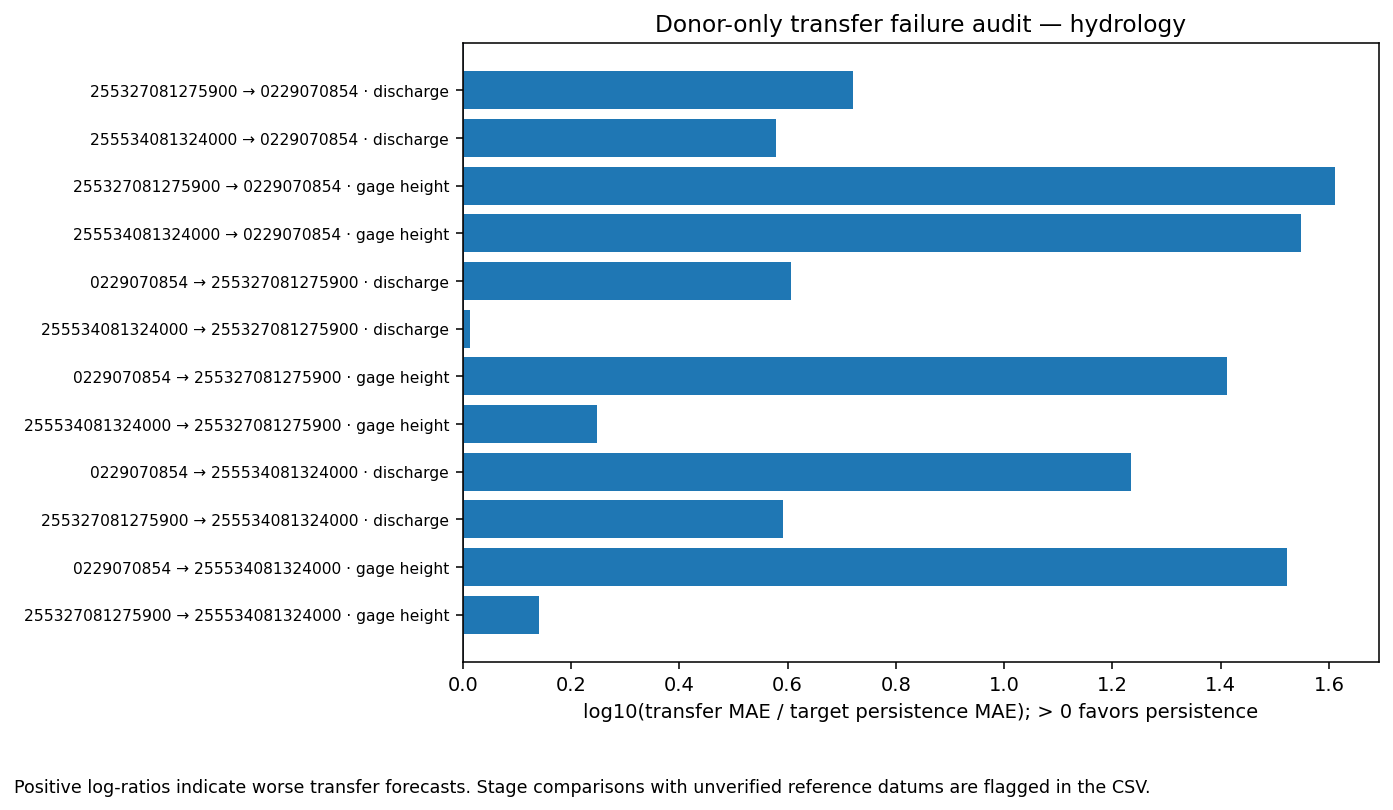 Donor-only transfer failure audit — hydrology
255327081275900 → 0229070854 · discharge
255534081324000 → 0229070854 · discharge
255327081275900 → 0229070854 · gage height
255534081324000 → 0229070854 · gage height
0229070854 → 255327081275900 · discharge
255534081324000 → 255327081275900 · discharge
0229070854 → 255327081275900 · gage height
255534081324000 → 255327081275900 · gage height
0229070854 → 255534081324000 · discharge
255327081275900 → 255534081324000 · discharge
0229070854 → 255534081324000 · gage height
255327081275900 → 255534081324000 · gage height
0.0 0.2 0.4 0.6 0.8 1.0 1.2 1.4 1.6
log10(transfer MAE / target persistence MAE); > 0 favors persistence
Positive log-ratios indicate worse transfer forecasts. Stage comparisons with unverified reference datums are flagged in the CSV.